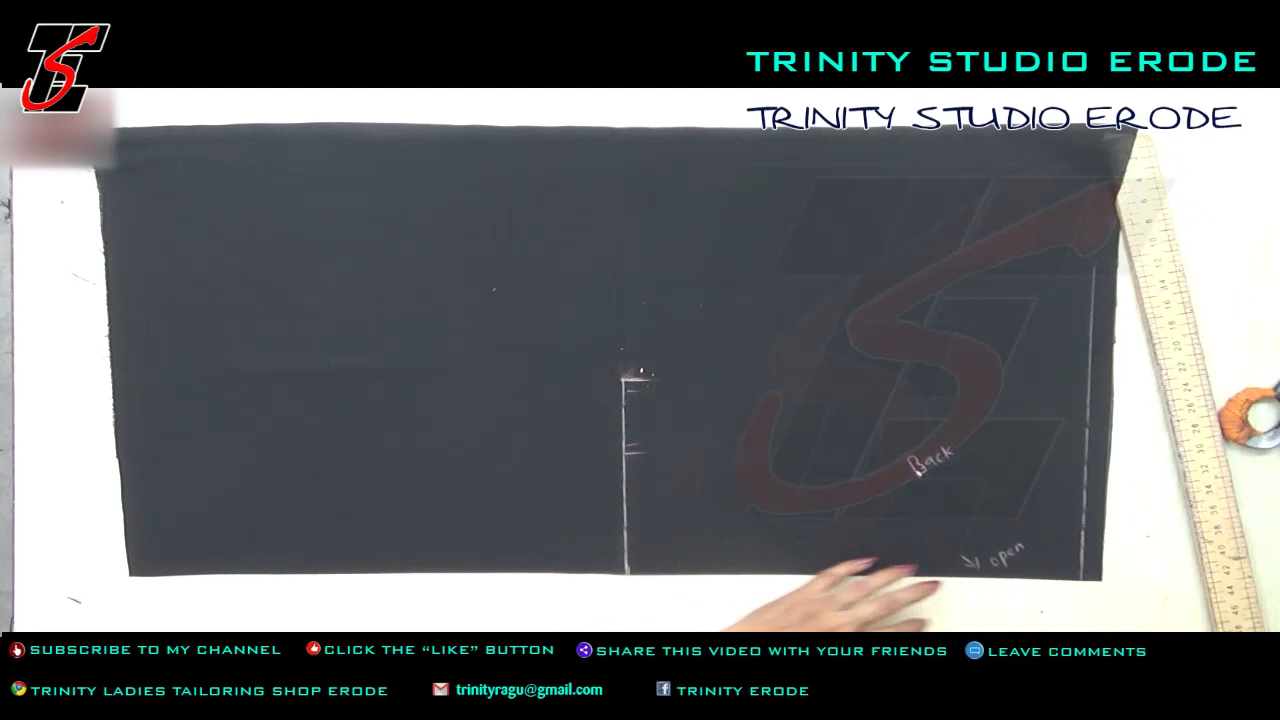 TRINITY STUDIO ERODE
TRINITY STUDIO ERODE
Back
open
SUBSCRIBE TO MY CHANNEL
CLICK THE “LIKE” BUTTON
SHARE THIS VIDEO WITH YOUR FRIENDS
LEAVE COMMENTS
TRINITY LADIES TAILORING SHOP ERODE
trinityragu@gmail.com
TRINITY ERODE